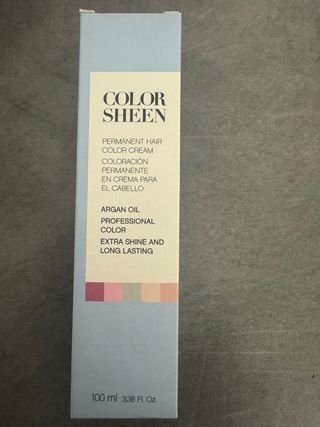 COLOR
SHEEN
PERMANENT HAIR
COLOR CREAM
COLORACIÓN
PERMANENTE
EN CREMA PARA
EL CABELLO
ARGAN OIL
PROFESSIONAL
COLOR
EXTRA SHINE AND
LONG LASTING
100 ml 3,38 Fl. Oz.